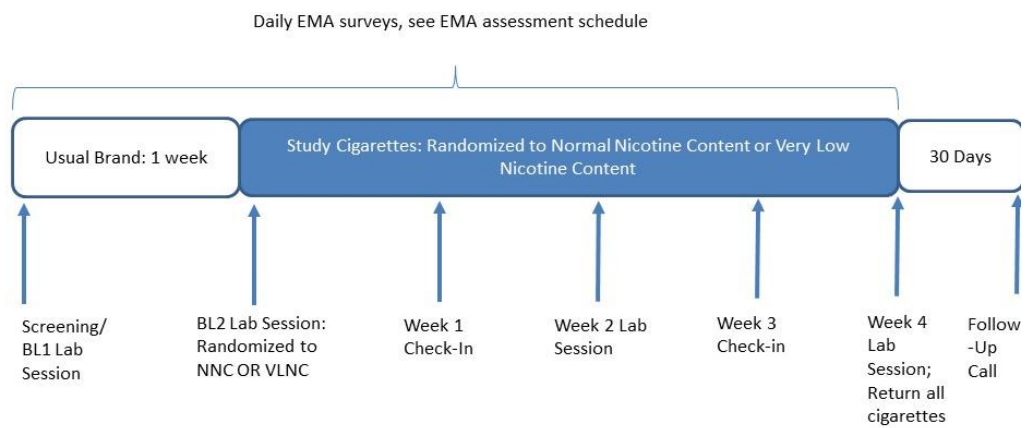 Daily EMA surveys, see EMA assessment schedule
Usual Brand: 1 week
Study Cigarettes: Randomized to Normal Nicotine Content or Very Low
Nicotine Content
30 Days
Screening/
BL1 Lab
Session
BL2 Lab Session:
Randomized to
NNC OR VLNC
Week 1
Check-In
Week 2 Lab
Session
Week 3
Check-in
Week 4
Lab
Session;
Return all
cigarettes
Follow
-Up
Call